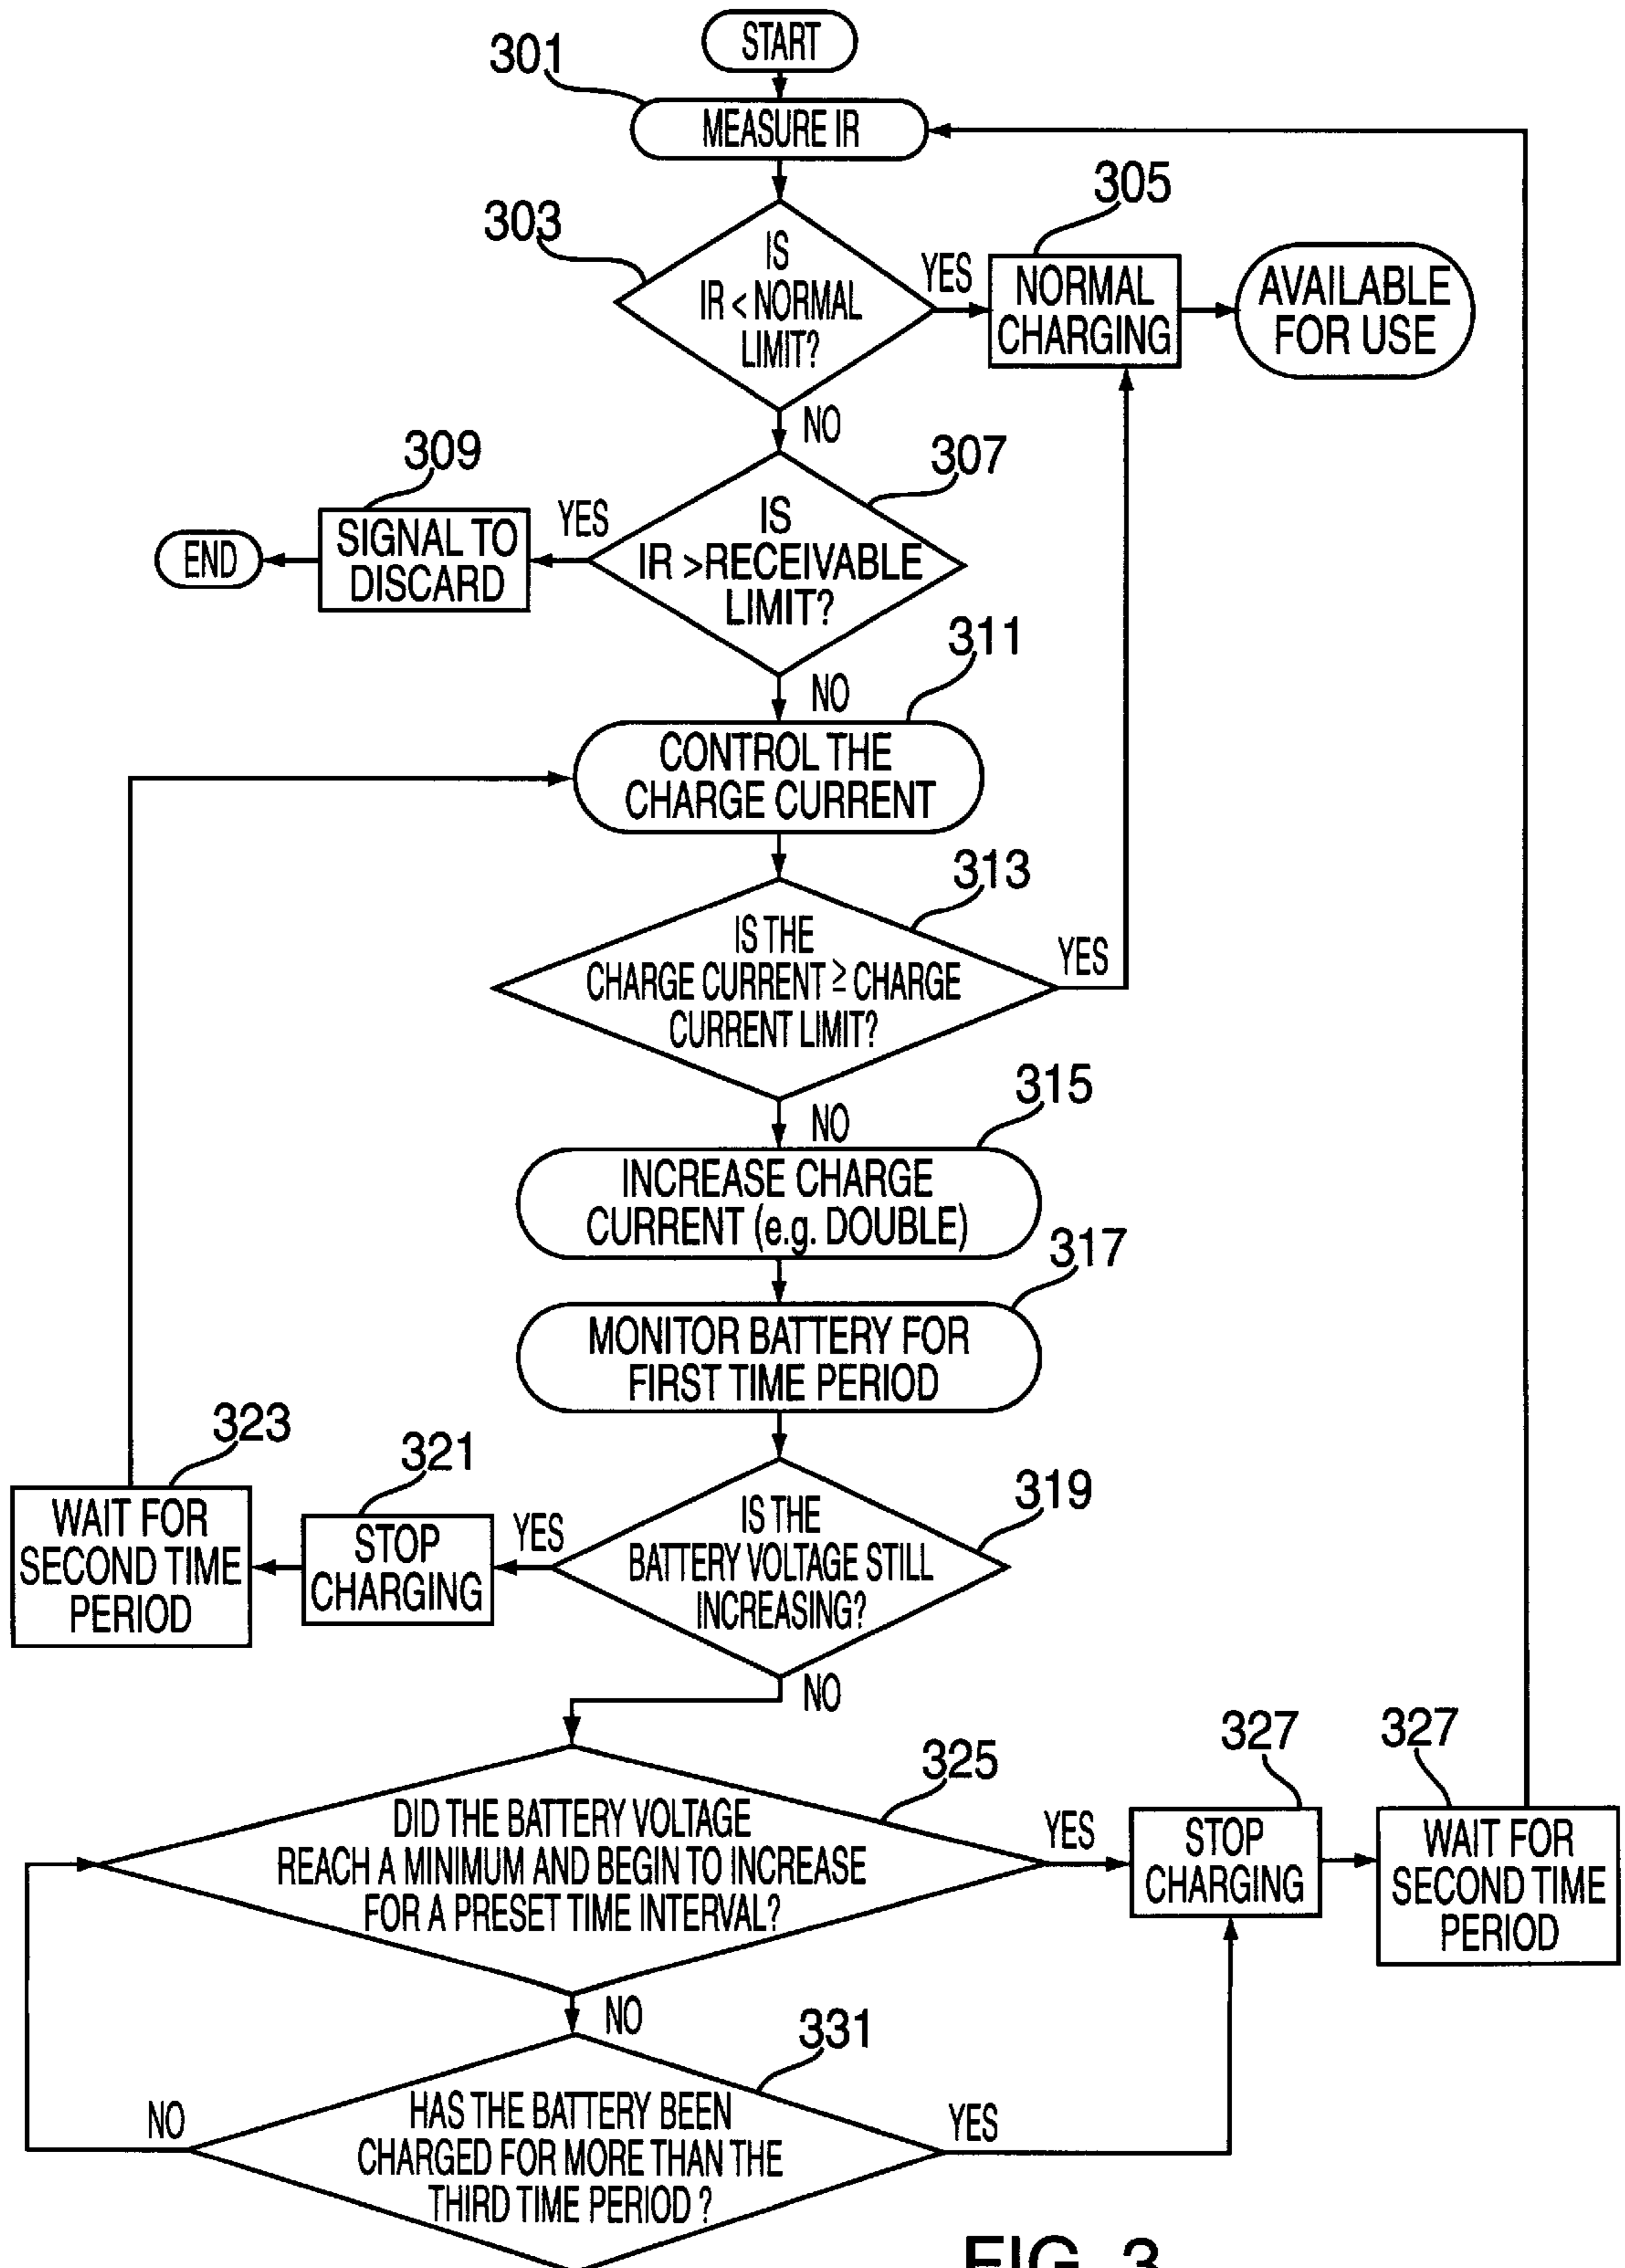 START
301
MEASURE IR
305
303
IS
IR < NORMAL
LIMIT?
YES
NORMAL
CHARGING
AVAILABLE
FOR USE
NO
309
307
SIGNAL TO
DISCARD
END
YES
IS
IR >RECEIVABLE
LIMIT?
311
NO
CONTROL THE
CHARGE CURRENT
313
IS THE
CHARGE CURRENT ≥ CHARGE
CURRENT LIMIT?
YES
315
NO
INCREASE CHARGE
CURRENT (e.g. DOUBLE)
317
MONITOR BATTERY FOR
FIRST TIME PERIOD
323
321
319
WAIT FOR
SECOND TIME
PERIOD
STOP
CHARGING
YES
IS THE
BATTERY VOLTAGE STILL
INCREASING?
NO
325
327
327
DID THE BATTERY VOLTAGE
REACH A MINIMUM AND BEGIN TO INCREASE
FOR A PRESET TIME INTERVAL?
YES
STOP
CHARGING
WAIT FOR
SECOND TIME
PERIOD
NO
331
NO
HAS THE BATTERY BEEN
CHARGED FOR MORE THAN THE
THIRD TIME PERIOD ?
YES
FIG. 3